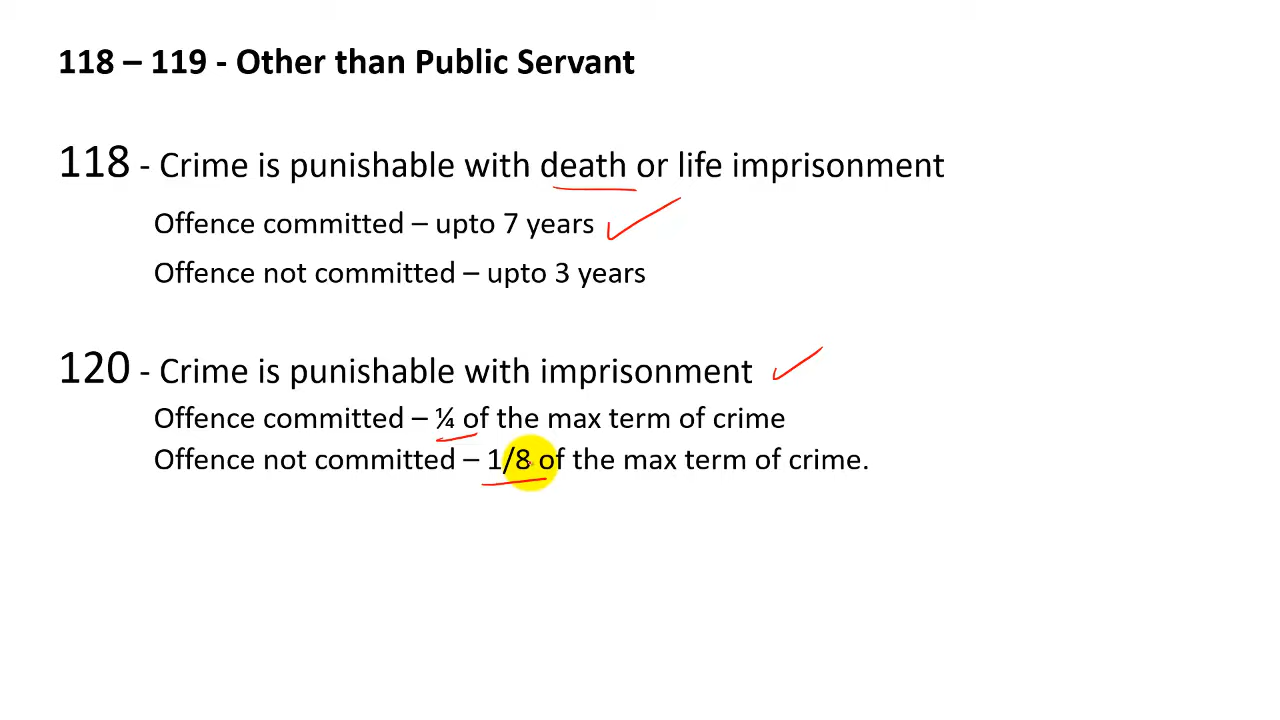 118 – 119 - Other than Public Servant
118 - Crime is punishable with death or life imprisonment
Offence committed – upto 7 years
Offence not committed – upto 3 years
120 - Crime is punishable with imprisonment
Offence committed – ¼ of the max term of crime
Offence not committed – 1/8 of the max term of crime.